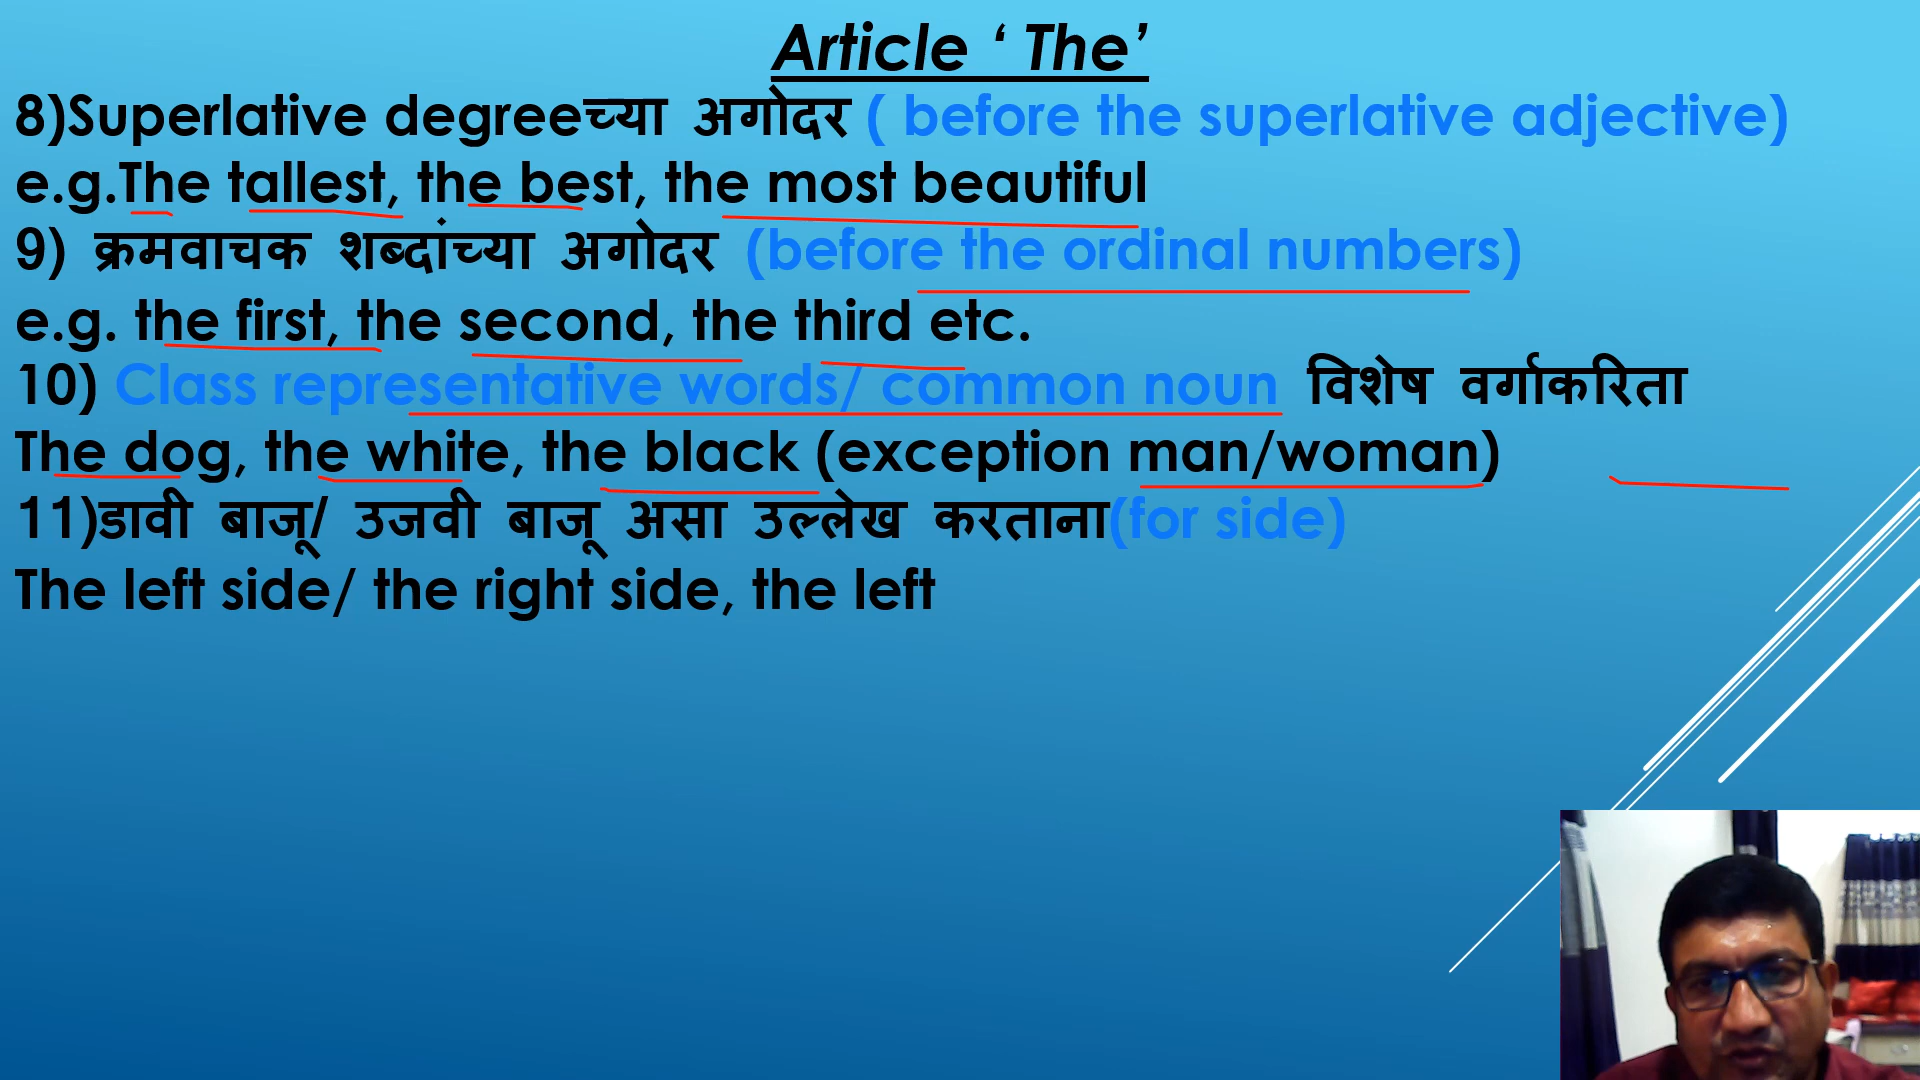 Article ‘ The’
8)Superlative degreeच्या अगोदर ( before the superlative adjective)
e.g.The tallest, the best, the most beautiful
9) क्रमवाचक शब्दांच्या अगोदर (before the ordinal numbers)
e.g. the first, the second, the third etc.
10) Class representative words/ common noun विशेष वर्गाकरिता
The dog, the white, the black (exception man/woman)
11)डावी बाजू/ उजवी बाजू असा उल्लेख करताना(for side)
The left side/ the right side, the left